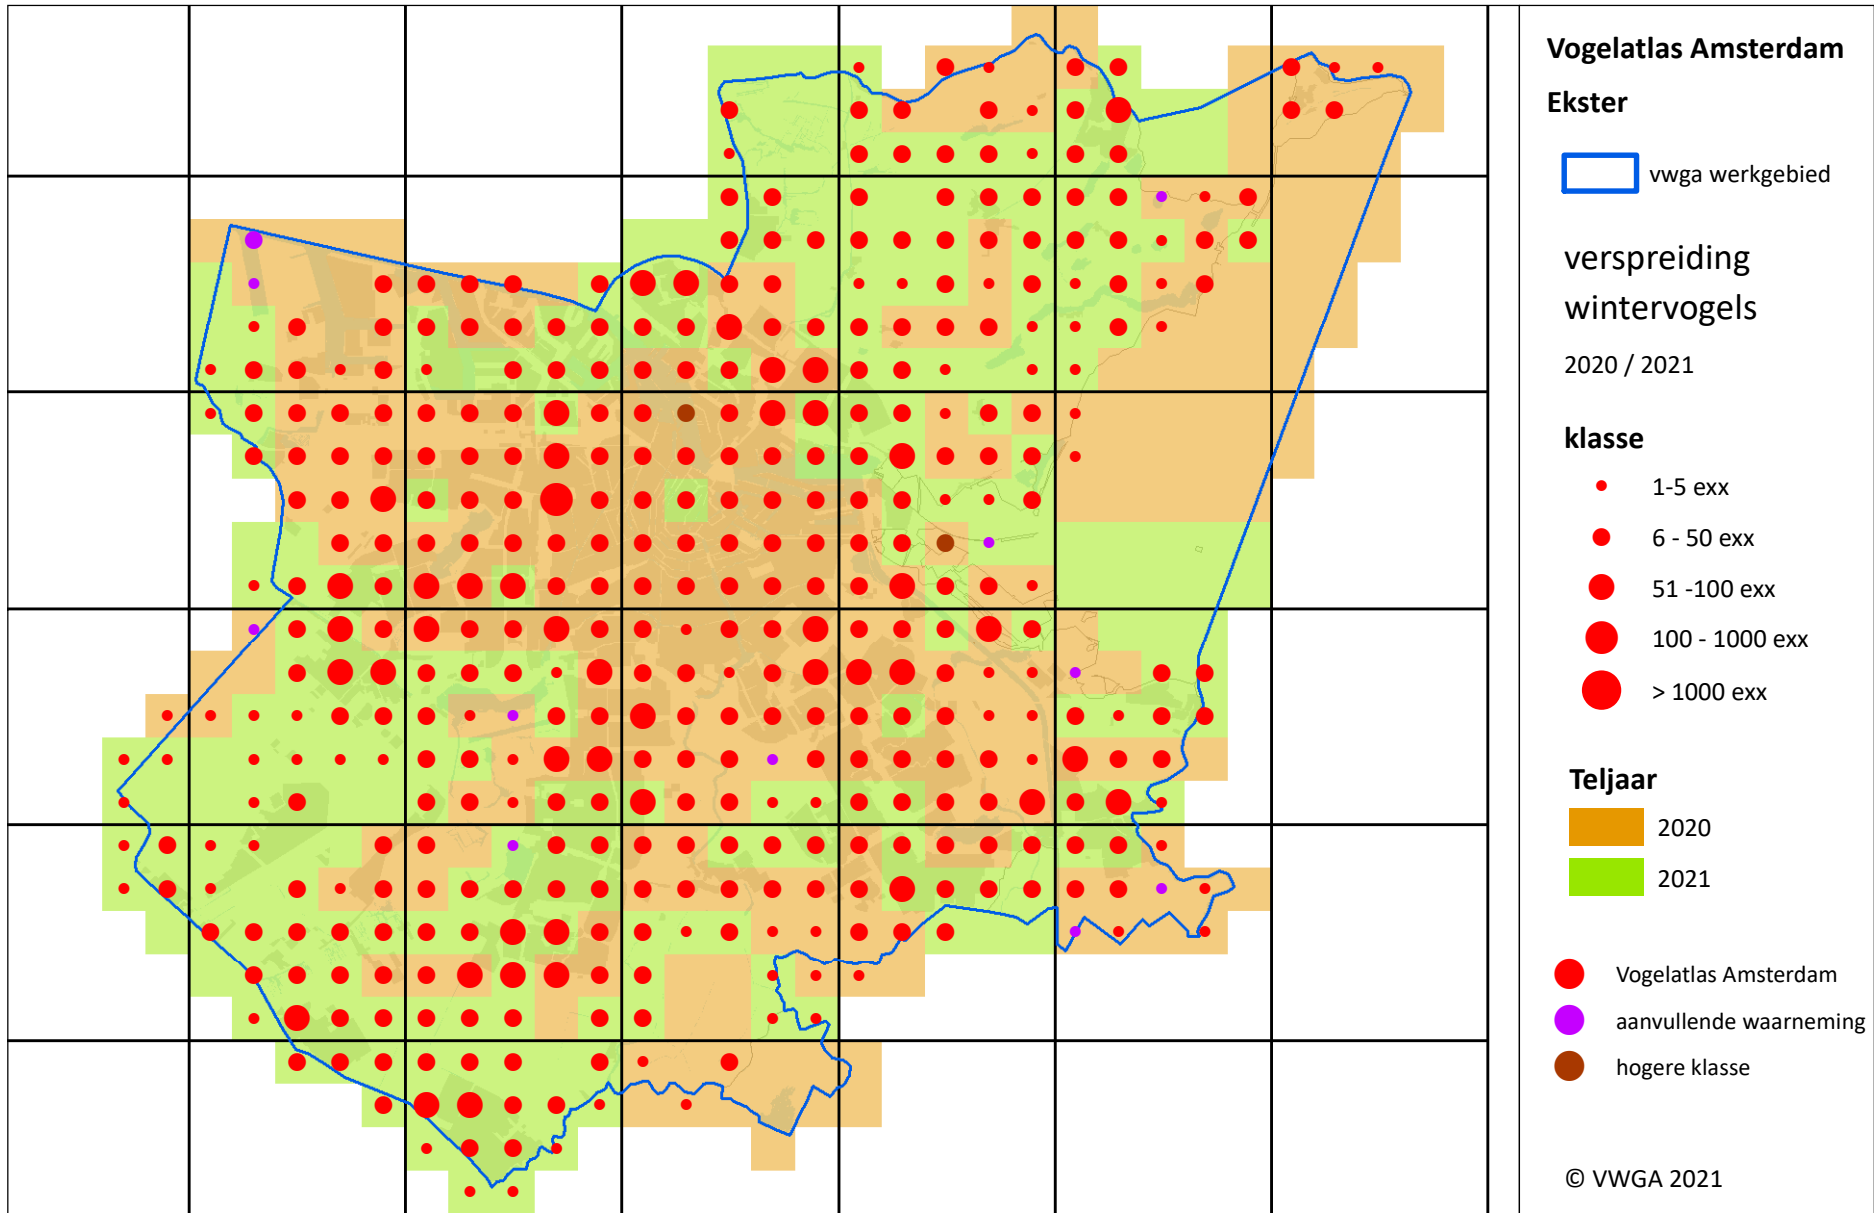 Vogelatlas Amsterdam
Ekster
vwga werkgebied
verspreiding
wintervogels
2020 / 2021
klasse
1-5 exx
6 - 50 exx
51 -100 exx
100 - 1000 exx
> 1000 exx
Teljaar
2020
2021
Vogelatlas Amsterdam
aanvullende waarneming
hogere klasse
© VWGA 2021